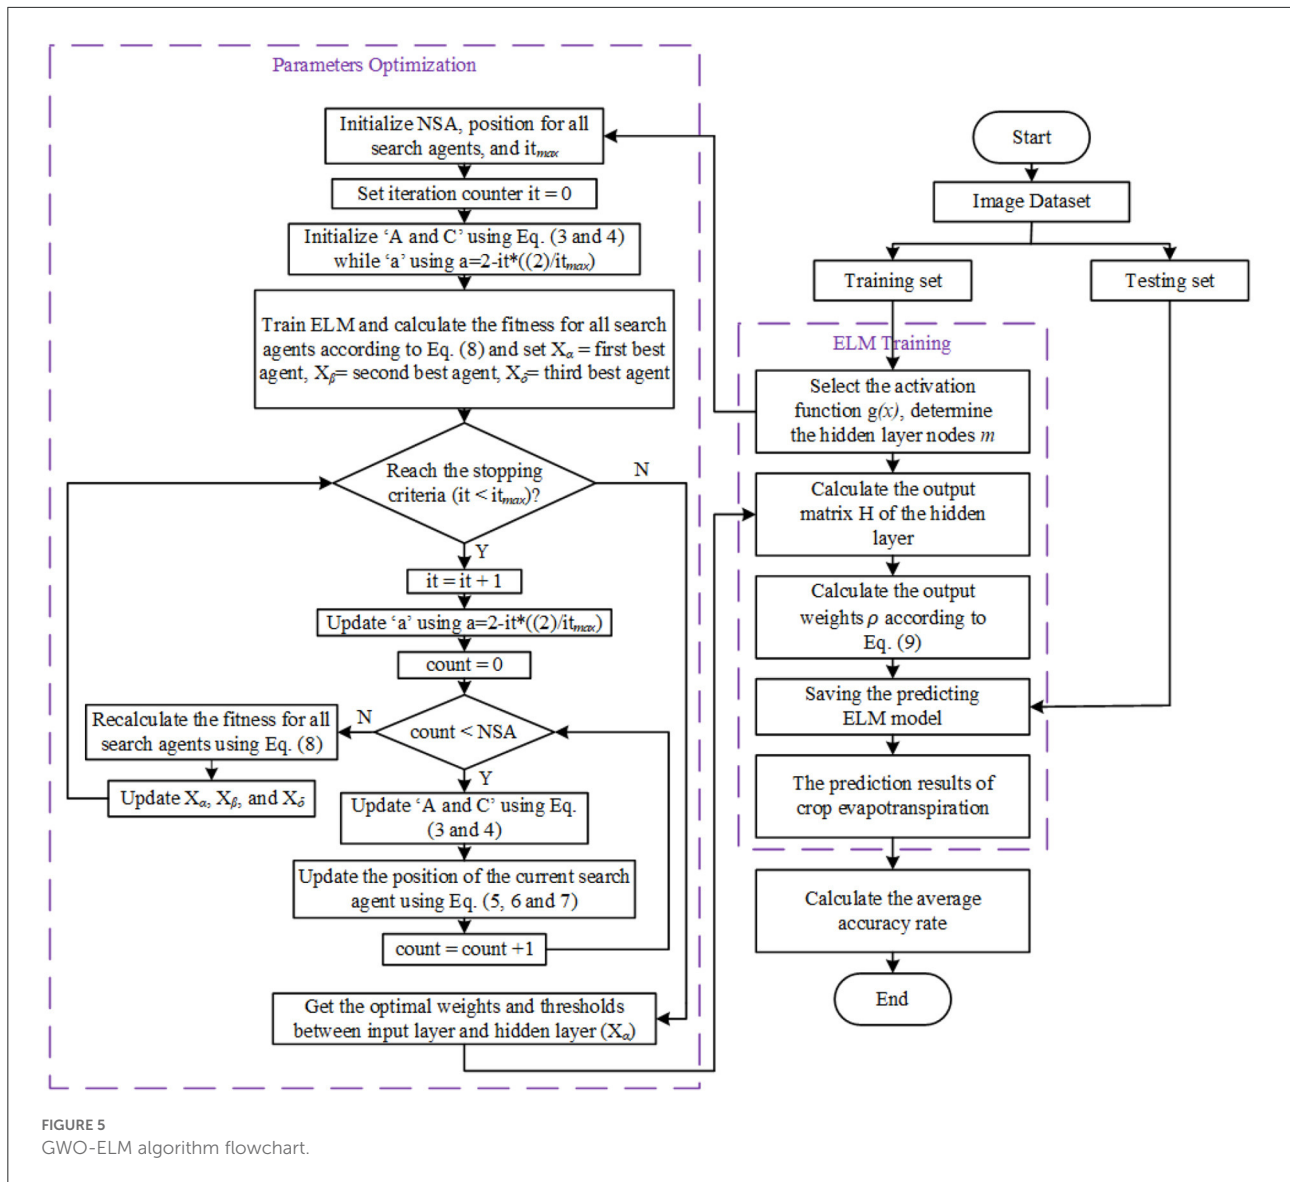 Parameters Optimization
Initialize NSA, position for all
search agents, and itmax
Set iteration counter it = 0
Initialize ‘A and C’ using Eq. (3 and 4)
while ‘a’ using a=2-it*((2)/itmax)
Train ELM and calculate the fitness for all search
agents according to Eq. (8) and set Xα = first best
agent, Xβ= second best agent, Xδ= third best agent
Reach the stopping
criteria (it < itmax)?
N
Y
it = it + 1
Update ‘a’ using a=2-it*((2)/itmax)
count = 0
count < NSA
N
Recalculate the fitness for all
search agents using Eq. (8)
Update Xα, Xβ, and Xδ
Y
Update ‘A and C’ using Eq.
(3 and 4)
Update the position of the current search
agent using Eq. (5, 6 and 7)
count = count +1
Get the optimal weights and thresholds
between input layer and hidden layer (Xα)
Start
Image Dataset
Training set
Testing set
ELM Training
Select the activation
function g(x), determine
the hidden layer nodes m
Calculate the output
matrix H of the hidden
layer
Calculate the output
weights ρ according to
Eq. (9)
Saving the predicting
ELM model
The prediction results of
crop evapotranspiration
Calculate the average
accuracy rate
End
FIGURE 5
GWO-ELM algorithm flowchart.